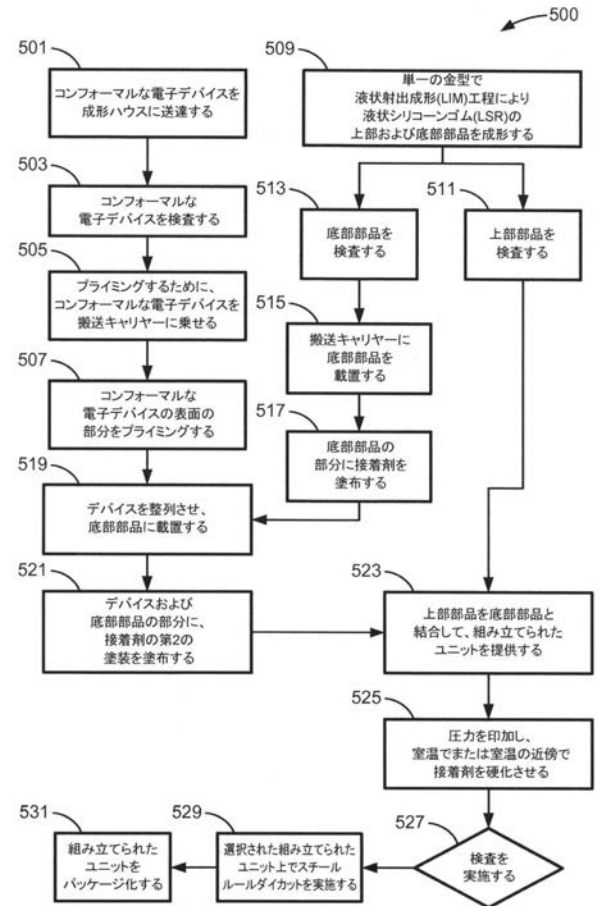 500
501
コンフォーマルな電子デバイスを
成形ハウスに送達する
503
コンフォーマルな
電子デバイスを検査する
505
プライミングするために、
コンフォーマルな電子デバイスを
搬送キャリヤーに乗せる
507
コンフォーマルな
電子デバイスの表面の
部分をプライミングする
509
単一の金型で
液状射出成形(LIM)工程により
液状シリコーンゴム(LSR)の
上部および底部部品を成形する
513
底部部品を
検査する
511
上部部品を
検査する
515
搬送キャリヤーに
底部部品を
載置する
517
底部部品の
部分に接着剤を
塗布する
519
デバイスを整列させ、
底部部品に載置する
521
デバイスおよび
底部部品の部分に、
接着剤の第2の
塗装を塗布する
523
上部部品を底部部品と
結合して、組み立てられた
ユニットを提供する
525
圧力を印加し、
室温でまたは室温の近傍で
接着剤を硬化させる
527
検査を
実施する
529
選択された組み立てられた
ユニット上でスチール
ルールダイカットを実施する
531
組み立てられた
ユニットを
パッケージ化する